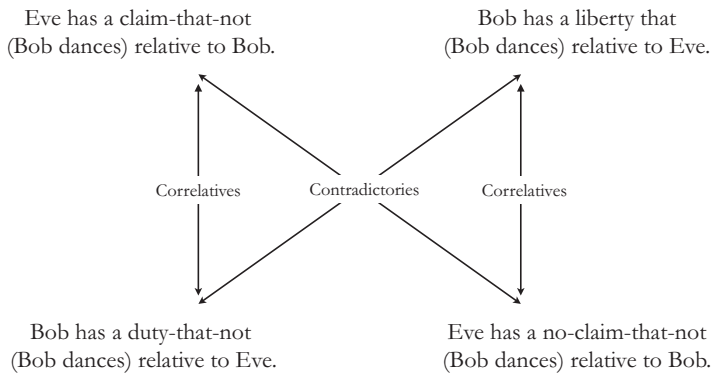 Eve has a claim-that-not
(Bob dances) relative to Bob.
Bob has a liberty that
(Bob dances) relative to Eve.
Correlatives
Contradictories
Correlatives
Bob has a duty-that-not
(Bob dances) relative to Eve.
Eve has a no-claim-that-not
(Bob dances) relative to Bob.